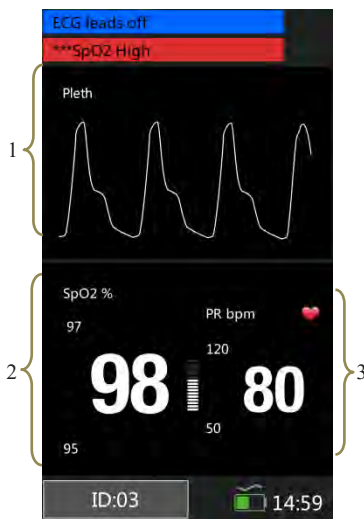 ECG leads off
***SpO2 High
Pleth
1
SpO2 %
97
PR bpm
120
2
98
80
3
50
95
ID:03
14:59